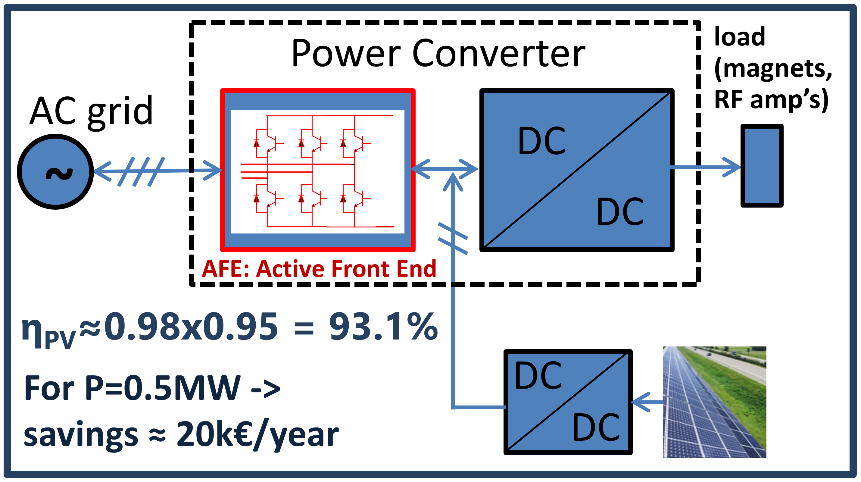 Power Converter
load
(magnets,
RF amp's)
AC grid
~
DC
DC
AFE: Active Front End
ηPV≈0.98x0.95 = 93.1%
For P=0.5MW ->
savings ≈ 20k€/year
DC
DC